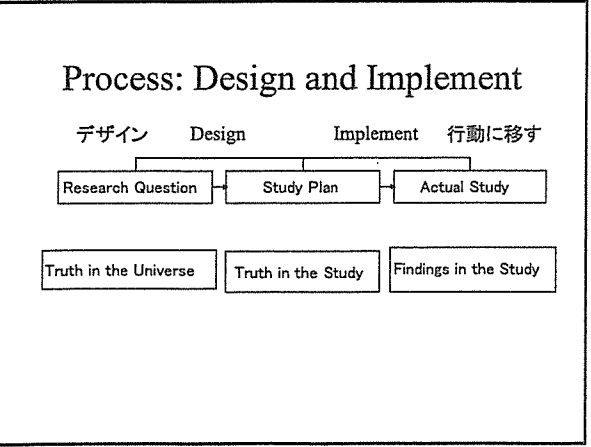 Process: Design and Implement
デザイン Design Implement 行動に移す
Research Question Study Plan Actual Study
Truth in the Universe Truth in the Study Findings in the Study